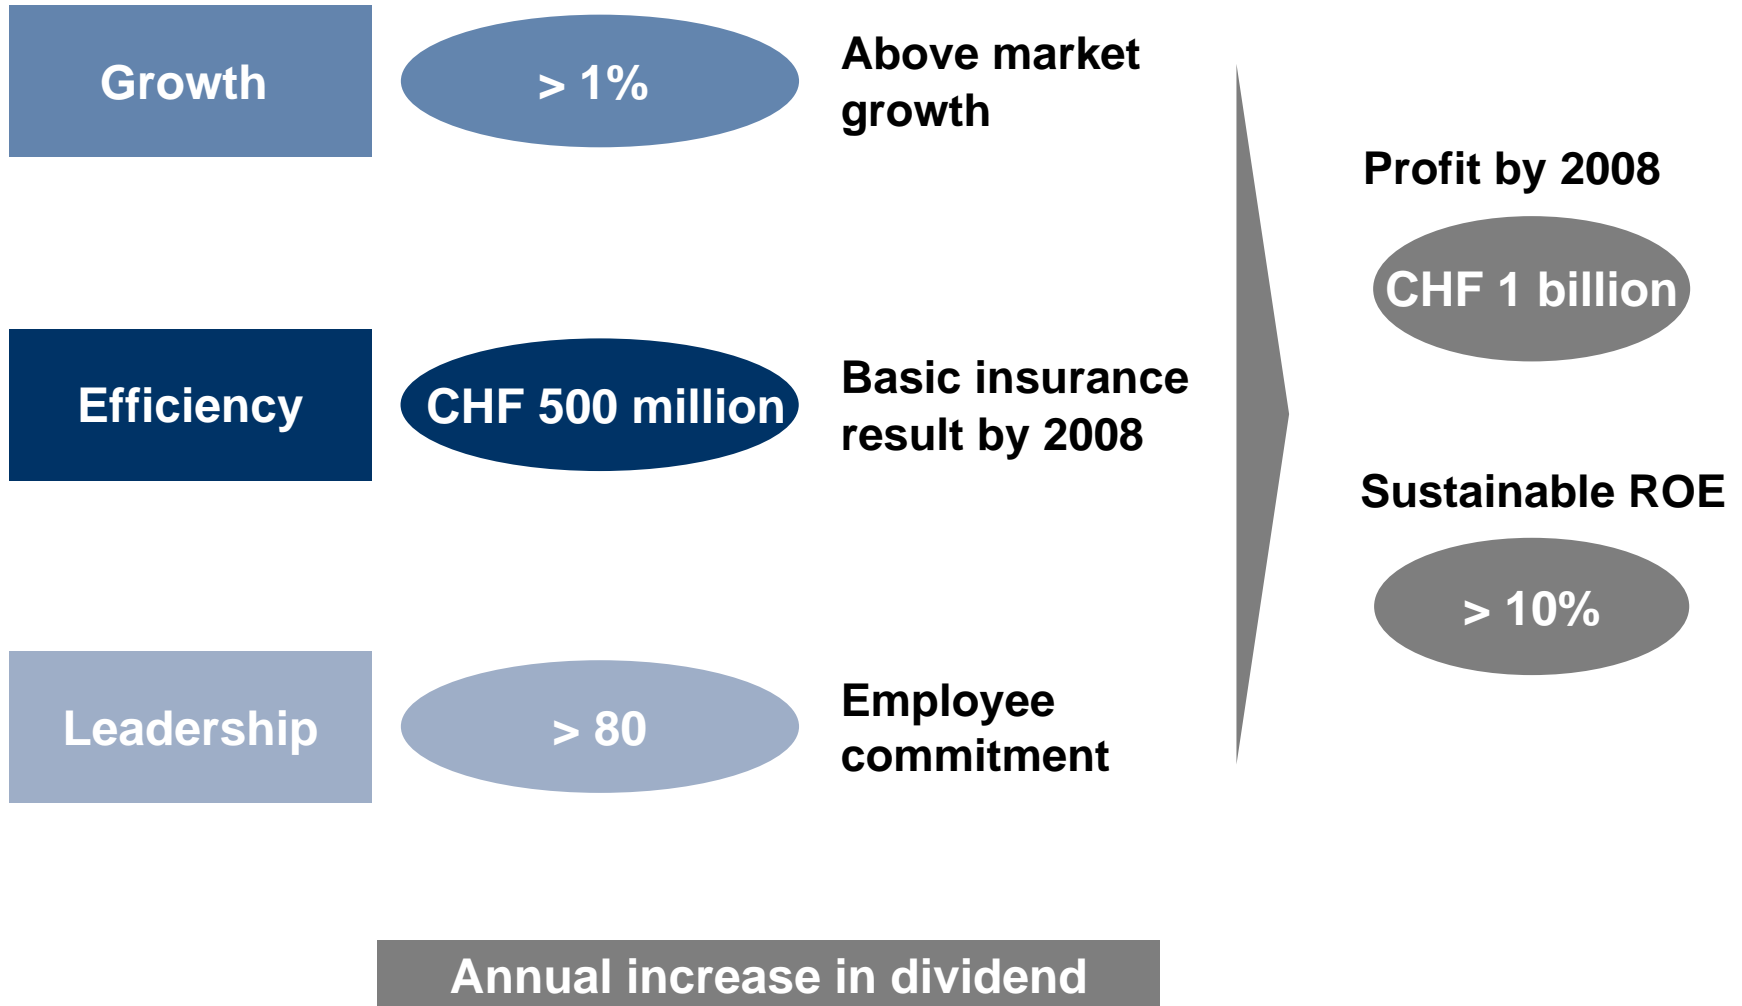 Growth
> 1%
Above market
growth
Efficiency
CHF 500 million
Basic insurance
result by 2008
Leadership
> 80
Employee
commitment
Profit by 2008
CHF 1 billion
Sustainable ROE
> 10%
Annual increase in dividend